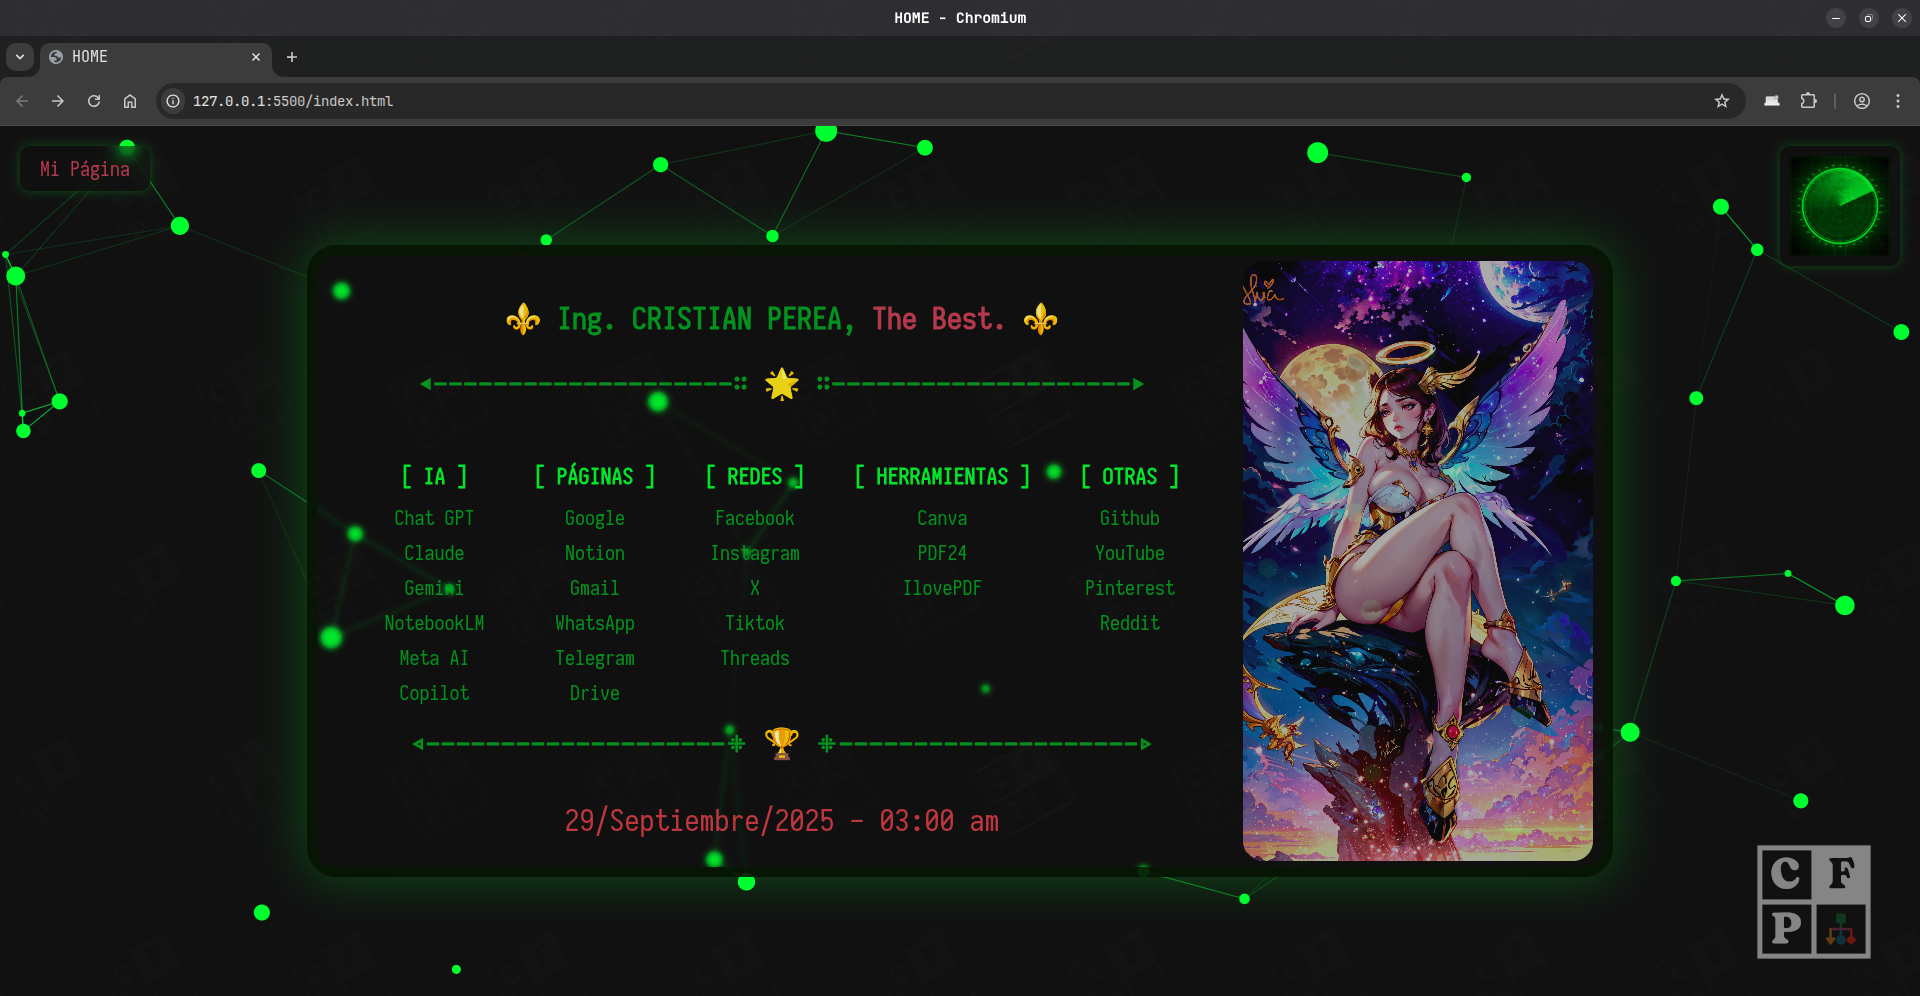 HOME - Chromium
HOME
127.0.0.1:5500/index.html
Mi Página
⚜️ Ing. CRISTIAN PEREA, The Best. ⚜️
[ IA ]
Chat GPT
Claude
Gemini
NotebookLM
Meta AI
Copilot
[ PÁGINAS ]
Google
Notion
Gmail
WhatsApp
Telegram
Drive
[ REDES ]
Facebook
Instagram
X
Tiktok
Threads
[ HERRAMIENTAS ]
Canva
PDF24
IlovePDF
[ OTRAS ]
Github
YouTube
Pinterest
Reddit
29/Septiembre/2025 - 03:00 am
C F
P